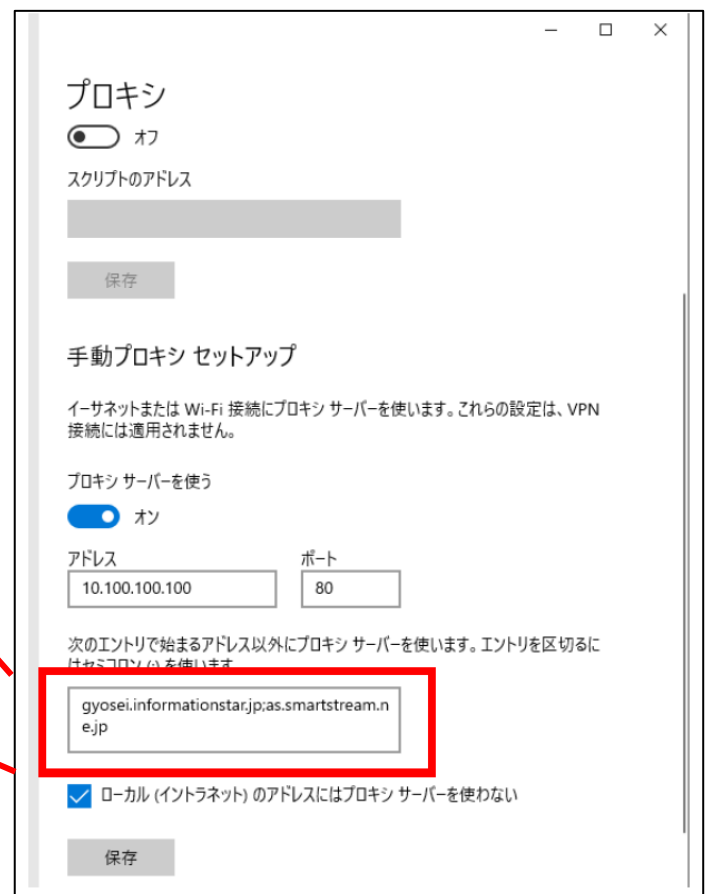 プロキシ
オフ
スクリプトのアドレス
保存
手動プロキシ セットアップ
イーサネットまたは Wi-Fi 接続にプロキシ サーバーを使います。これらの設定は、VPN
接続には適用されません。
プロキシ サーバーを使う
オン
アドレス ポート
10.100.100.100 80
次のエントリで始まるアドレス以外にプロキシ サーバーを使います。エントリを区切るに
はセミコロン (;) を使います
gyosei.informationstar.jp;as.smartstream.n
e.jp
ローカル (イントラネット) のアドレスにはプロキシ サーバーを使わない
保存